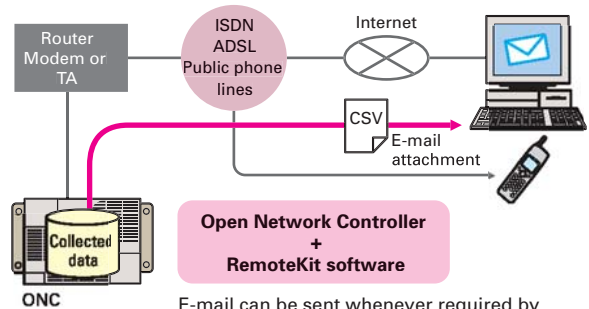 Router
Modem or
TA
ISDN
ADSL
Public phone
lines
Internet
CSV
E-mail
attachment
Collected
data
ONC
Open Network Controller
+
RemoteKit software
E-mail can be sent whenever required by